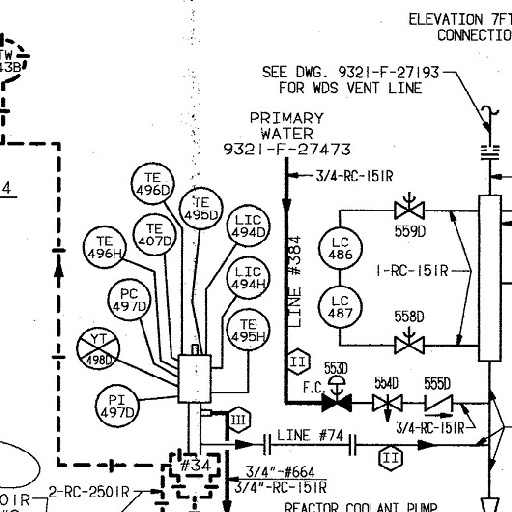 ELEVATION 7FT
CONNECTIO
TW
43B
SEE DWG. 9321-F-27193
FOR WDS VENT LINE
PRIMARY
WATER
9321-F-27473
3/4-RC-151R
4
TE
496D
TE
495D
LIC
494D
TE
407D
TE
496H
LIC
494H
PC
497D
TE
495H
YT
498D
PI
497D
LINE #384
LC
486
LC
487
559D
1-RC-151R
558D
II
553D
F.C.
554D
555D
3/4-RC-151R
III
LINE #74
II
#34
3/4"-#664
3/4"-RC-151R
2-RC-2501R
01R
REACTOR COOLANT PUMP